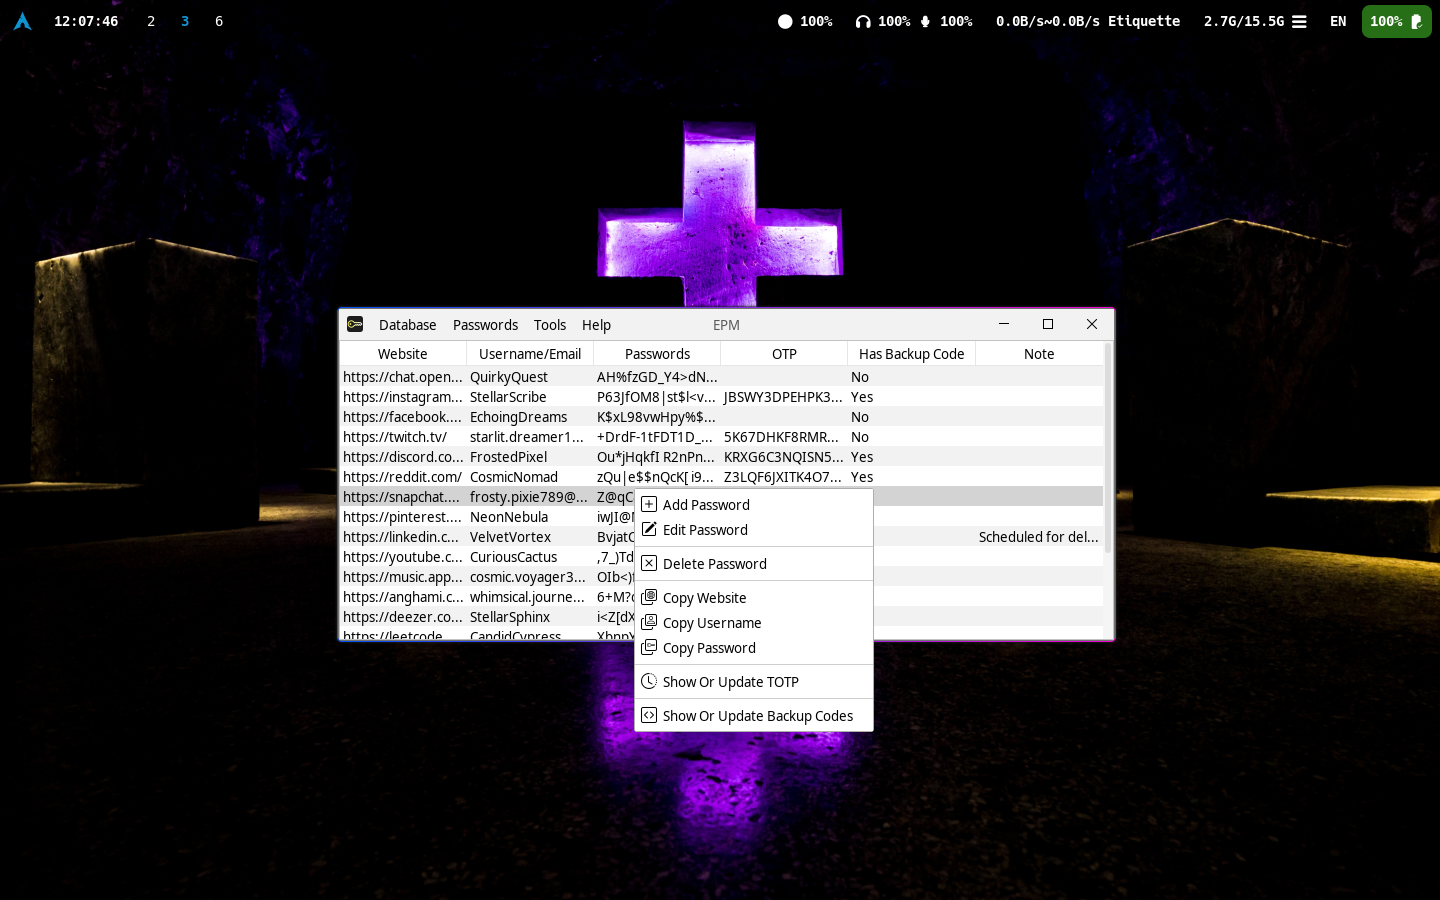 12:07:46 2 3 6 100% 100% 100% 0.0B/s~0.0B/s Etiquette 2.7G/15.5G EN 100%
Database Passwords Tools Help EPM
Website Username/Email Passwords OTP Has Backup Code Note
https://chat.open... QuirkyQuest AH%fzGD_Y4>dN... No
https://instagram... StellarScribe P63JfOM8|st$l<v... JBSWY3DPEHPK3... Yes
https://facebook.... EchoingDreams K$xL98vwHpy%$... No
https://twitch.tv/ starlit.dreamer1... +DrdF-1tFDT1D_... 5K67DHKF8RMR... No
https://discord.co... FrostedPixel Ou*jHqkfI R2nPn... KRXG6C3NQISN5... Yes
https://reddit.com/ CosmicNomad zQu|e$$nQcK[ i9... Z3LQF6JXITK4O7... Yes
https://snapchat.... frosty.pixie789@... Z@qC
https://pinterest.... NeonNebula iwJI@
https://linkedin.c... VelvetVortex Bvjat Scheduled for del...
https://youtube.c... CuriousCactus ,7_)Td
https://music.app... cosmic.voyager3... OIb<)
https://anghami.c... whimsical.journe... 6+M?
https://deezer.co... StellarSphinx i<Z[dX
https://leetcode CandidCypress
Add Password
Edit Password
Delete Password
Copy Website
Copy Username
Copy Password
Show Or Update TOTP
Show Or Update Backup Codes